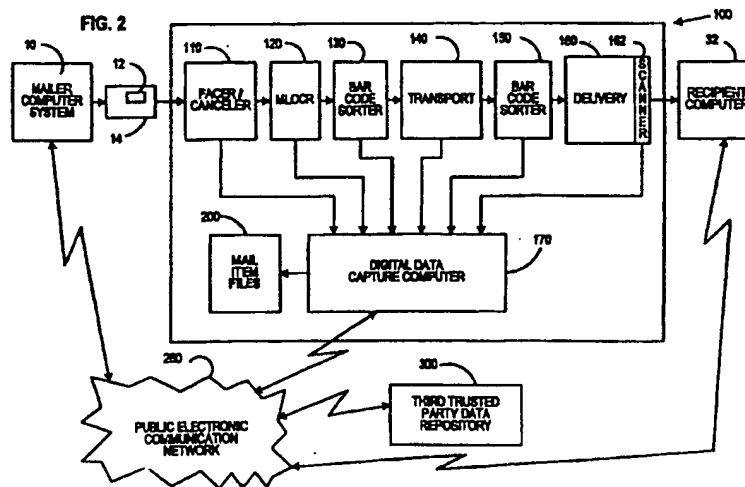 FIG. 2
100
10
12
110
120
130
140
150
160
162
32
MAILER
COMPUTER
SYSTEM
14
FACER /
CANCELER
MLOCR
BAR
CODE
SORTER
TRANSPORT
BAR
CODE
SORTER
DELIVERY
SCANNER
RECIPIENT
COMPUTER
200
MAIL
ITEM
FILES
DIGITAL DATA
CAPTURE COMPUTER
170
280
300
PUBLIC ELECTRONIC
COMMUNICATION
NETWORK
THIRD TRUSTED
PARTY DATA
REPOSITORY